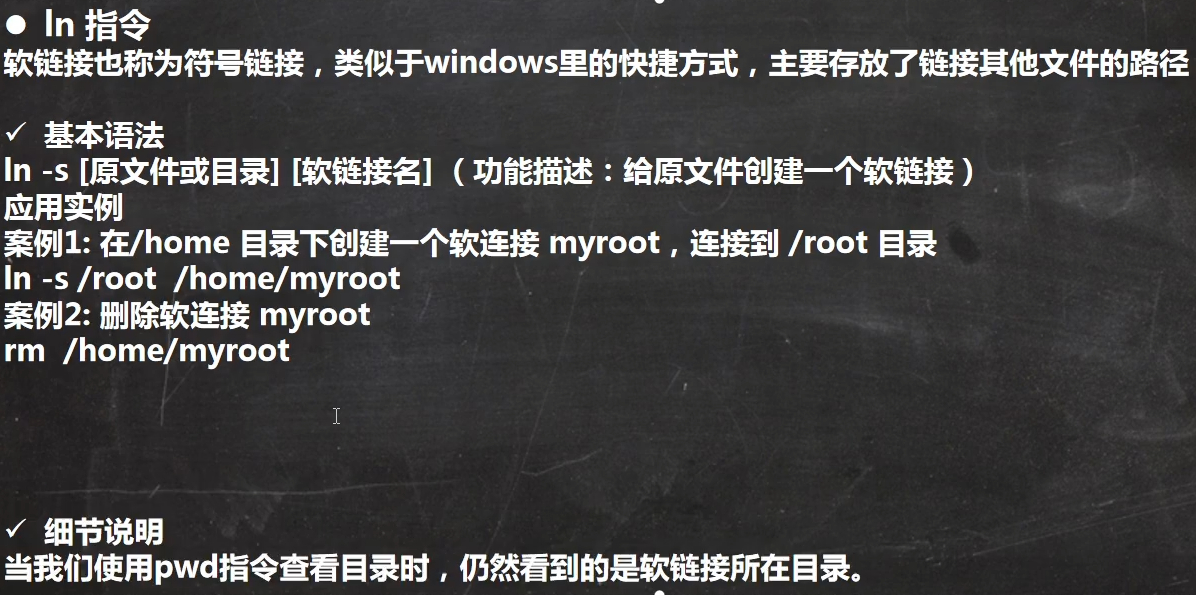 ● ln 指令
软链接也称为符号链接，类似于windows里的快捷方式，主要存放了链接其他文件的路径
✓ 基本语法
ln -s [原文件或目录] [软链接名] （功能描述：给原文件创建一个软链接）
应用实例
案例1: 在/home 目录下创建一个软连接 myroot，连接到 /root 目录
ln -s /root  /home/myroot
案例2: 删除软连接 myroot
rm  /home/myroot
✓ 细节说明
当我们使用pwd指令查看目录时，仍然看到的是软链接所在目录。